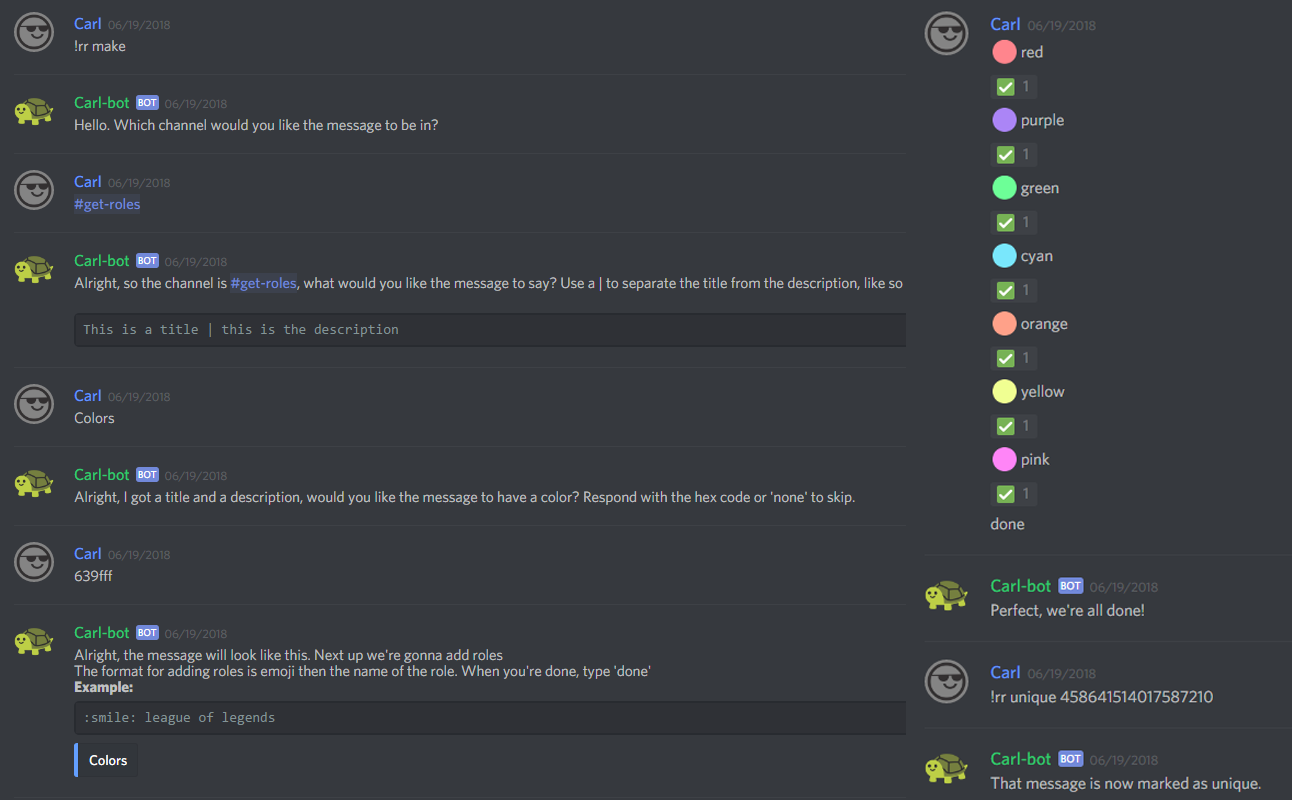 Carl 06/19/2018
!rr make
Carl-bot BOT 06/19/2018
Hello. Which channel would you like the message to be in?
Carl 06/19/2018
#get-roles
Carl-bot BOT 06/19/2018
Alright, so the channel is #get-roles, what would you like the message to say? Use a | to separate the title from the description, like so
This is a title | this is the description
Carl 06/19/2018
Colors
Carl-bot BOT 06/19/2018
Alright, I got a title and a description, would you like the message to have a color? Respond with the hex code or 'none' to skip.
Carl 06/19/2018
639fff
Carl-bot BOT 06/19/2018
Alright, the message will look like this. Next up we're gonna add roles
The format for adding roles is emoji then the name of the role. When you're done, type 'done'
Example:
:smile: league of legends
Colors
Carl 06/19/2018
red
1
purple
1
green
1
cyan
1
orange
1
yellow
1
pink
1
done
Carl-bot BOT 06/19/2018
Perfect, we're all done!
Carl 06/19/2018
!rr unique 458641514017587210
Carl-bot BOT 06/19/2018
That message is now marked as unique.